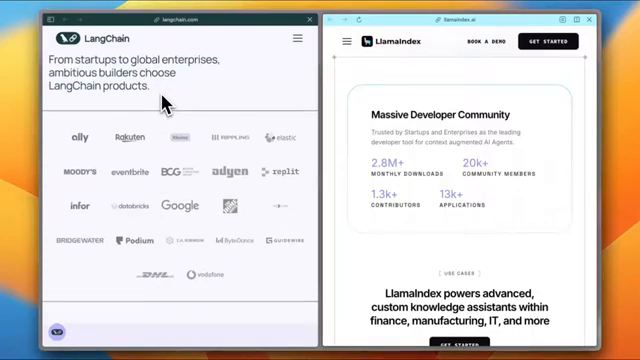 langchain.com
LangChain
From startups to global enterprises,
ambitious builders choose
LangChain products.
ally
Rakuten
Klarna
RIPPLING
elastic
MOODY'S
eventbrite
BCG
adyen
replit
infor
databricks
Google
BRIDGEWATER
Podium
ByteDance
GUIDEWIRE
DHL
vodafone
llamaindex.ai
LlamaIndex
BOOK A DEMO
GET STARTED
Massive Developer Community
Trusted by Startups and Enterprises as the leading
developer tool for context augmented AI Agents.
2.8M+ 20k+
MONTHLY DOWNLOADS COMMUNITY MEMBERS
1.3k+ 13k+
CONTRIBUTORS APPLICATIONS
USE CASES
LlamaIndex powers advanced,
custom knowledge assistants within
finance, manufacturing, IT, and more
GET STARTED